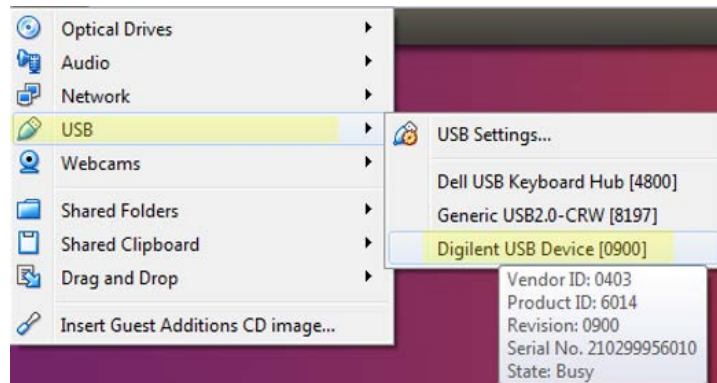 Optical Drives
Audio
Network
USB
Webcams
Shared Folders
Shared Clipboard
Drag and Drop
Insert Guest Additions CD image...
USB Settings...
Dell USB Keyboard Hub [4800]
Generic USB2.0-CRW [8197]
Digilent USB Device [0900]
Vendor ID: 0403
Product ID: 6014
Revision: 0900
Serial No. 210299956010
State: Busy